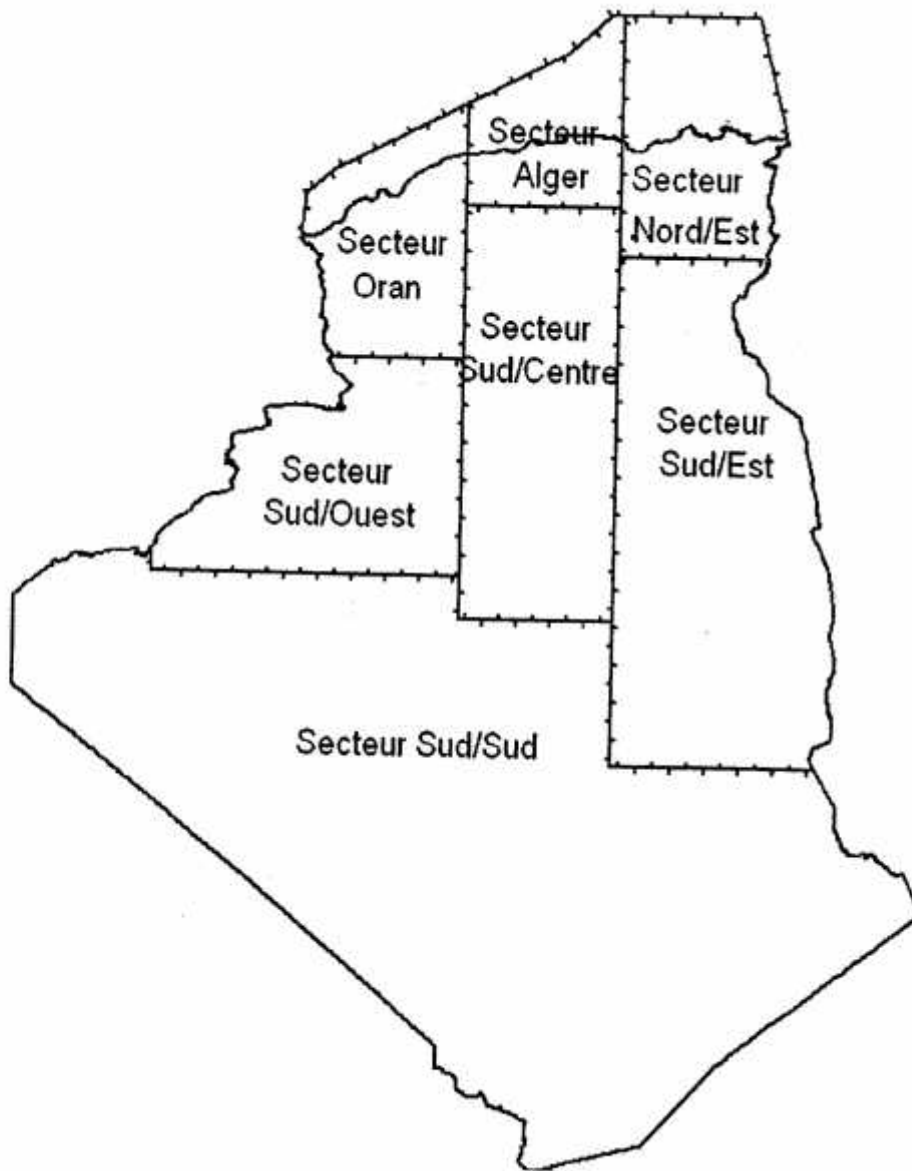 Secteur
Alger
Secteur
Nord/Est
Secteur
Oran
Secteur
Sud/Centre
Secteur
Sud/Est
Secteur
Sud/Ouest
Secteur Sud/Sud